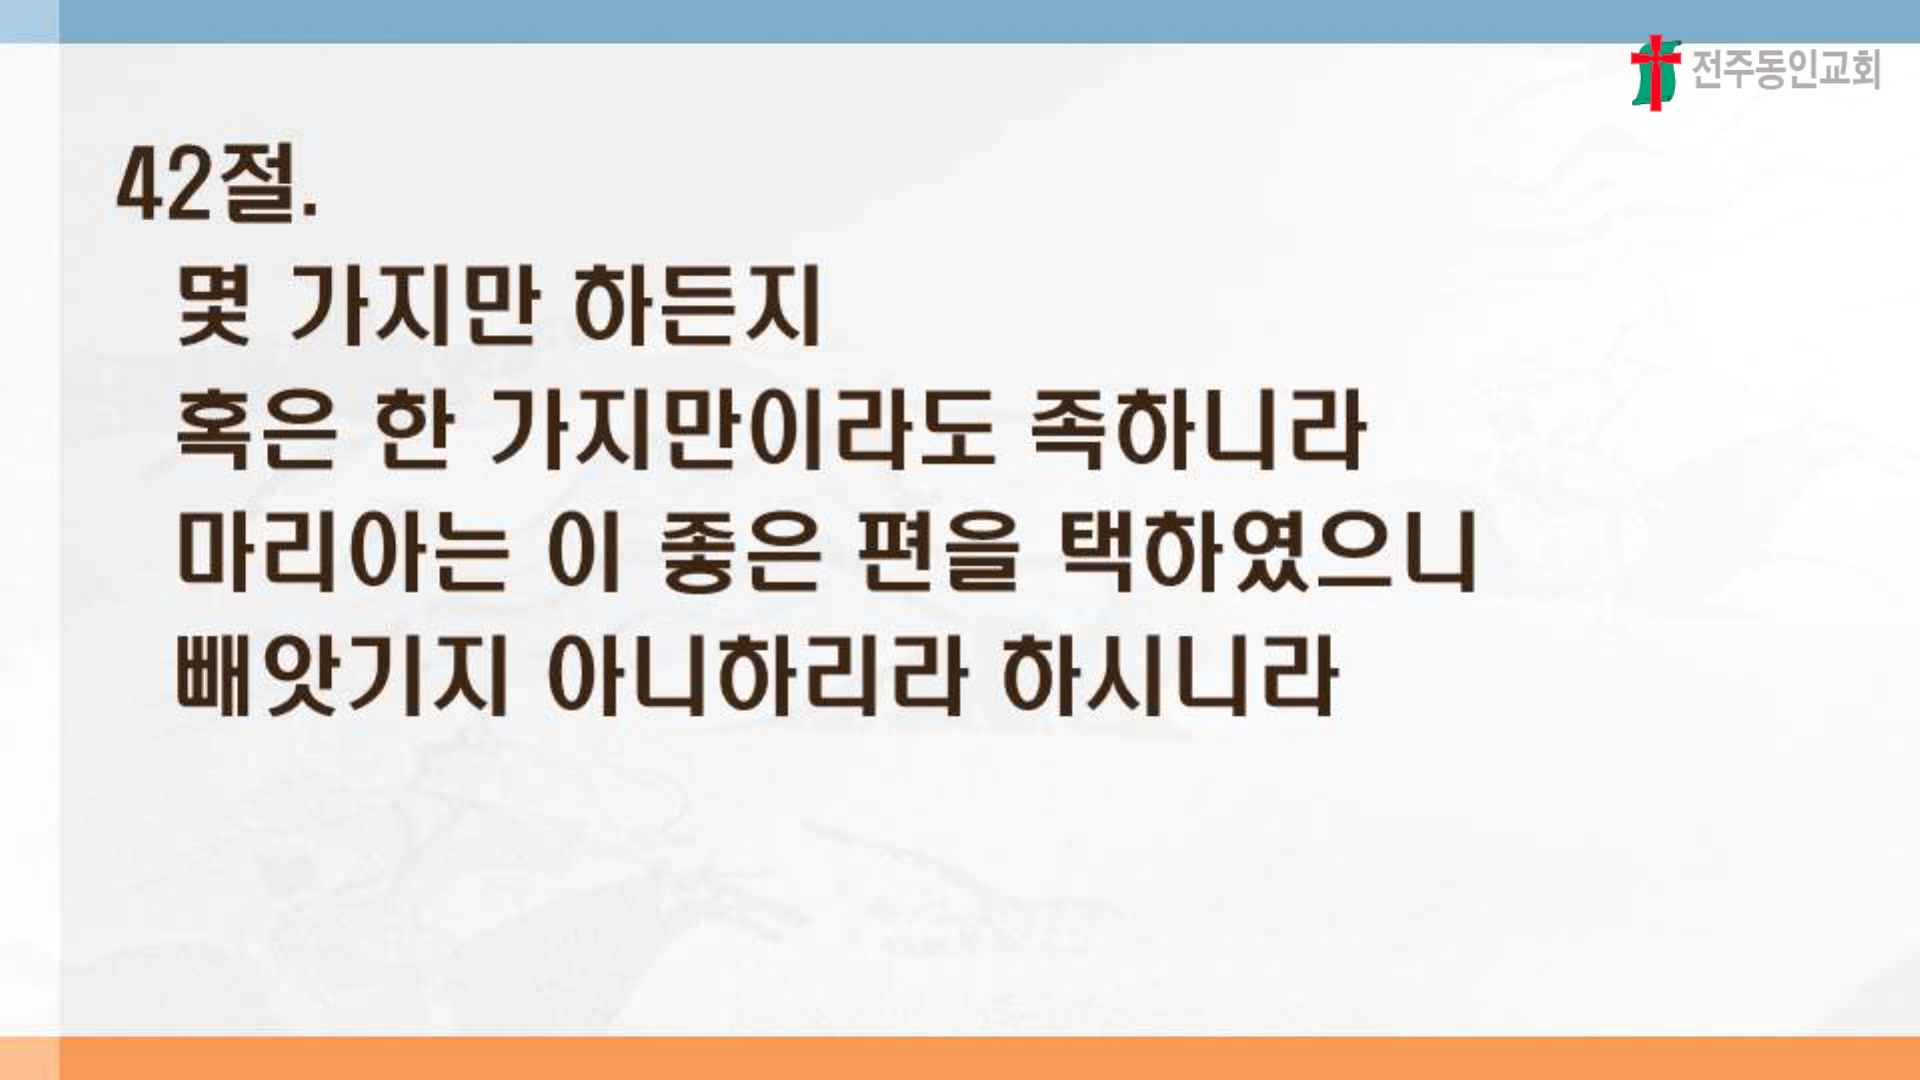 전주동인교회
42절.
몇 가지만 하든지
혹은 한 가지만이라도 족하니라
마리아는 이 좋은 편을 택하였으니
빼앗기지 아니하리라 하시니라